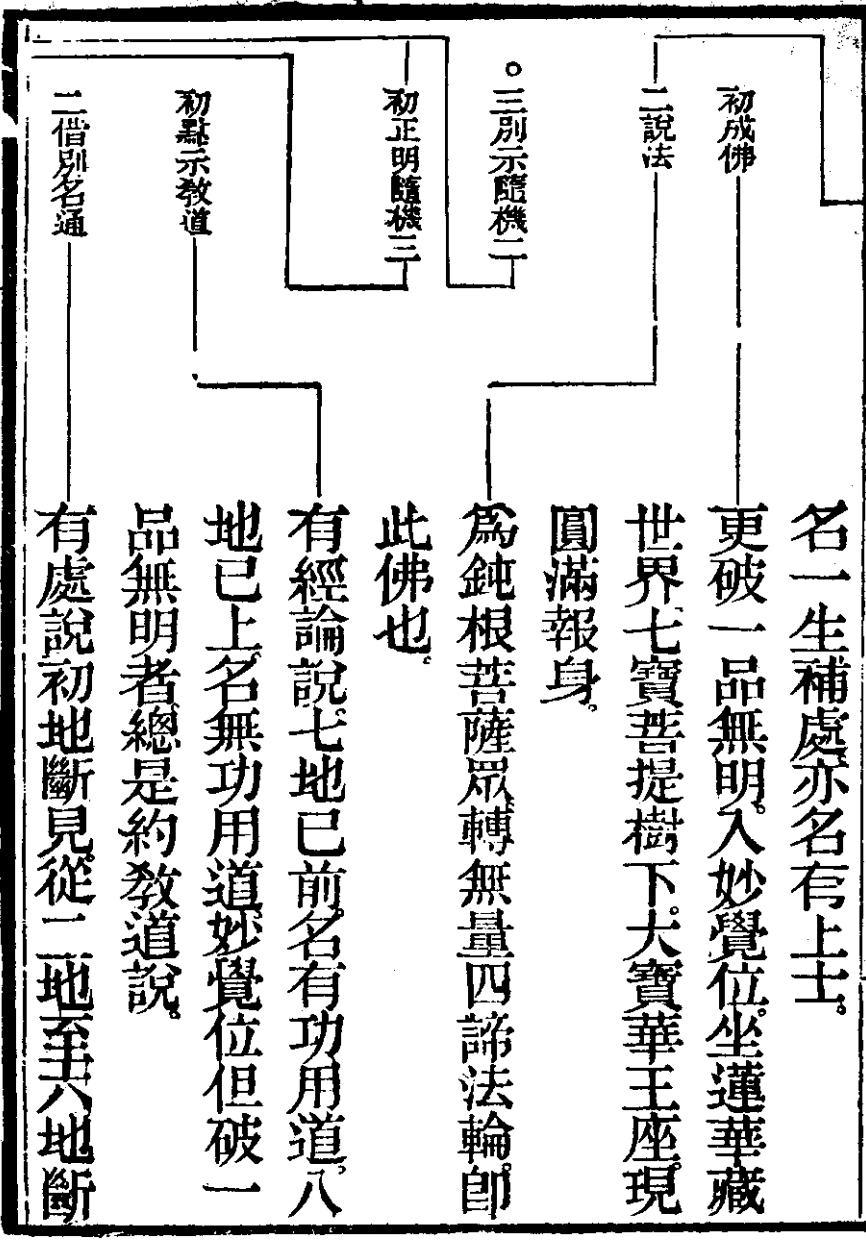 初成佛
二說法
。三別示隨機二
初正明隨機三
初點示教道
二借別名通
名一生補處、亦名有上士。
更破一品無明。入妙覺位。坐蓮華藏
世界七寶菩提樹下。大寶華王座。現
圓滿報身。
為鈍根菩薩眾、轉無量四諦法輪。卽
此佛也。
有經論說。七地已前。名有功用道。八
地已上。名無功用道。妙覺位但破一
品無明者、總是約教道說。
有處說初地斷見。從二地至六地斷